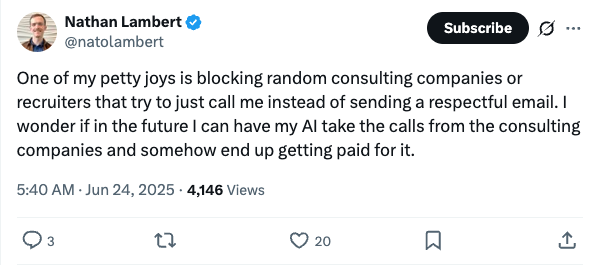 Nathan Lambert
@natolambert
Subscribe
One of my petty joys is blocking random consulting companies or
recruiters that try to just call me instead of sending a respectful email. I
wonder if in the future I can have my AI take the calls from the consulting
companies and somehow end up getting paid for it.
5:40 AM · Jun 24, 2025 · 4,146 Views
3 20